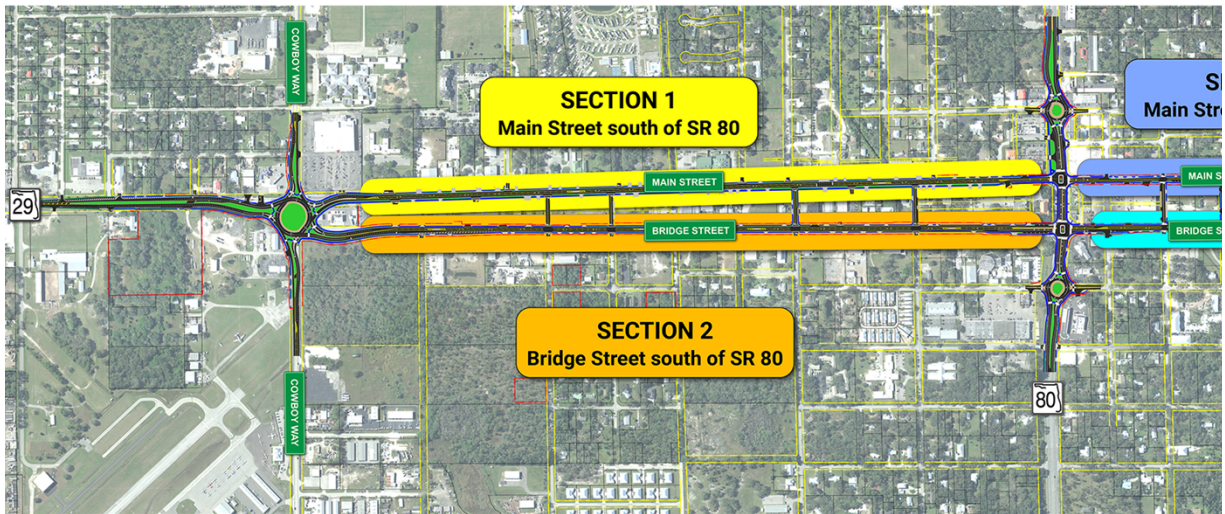 COWBOY WAY
SECTION 1
Main Street south of SR 80
Main
MAIN STREET
MAIN
29
BRIDGE STREET
BRIDGE
SECTION 2
Bridge Street south of SR 80
COWBOY WAY
80